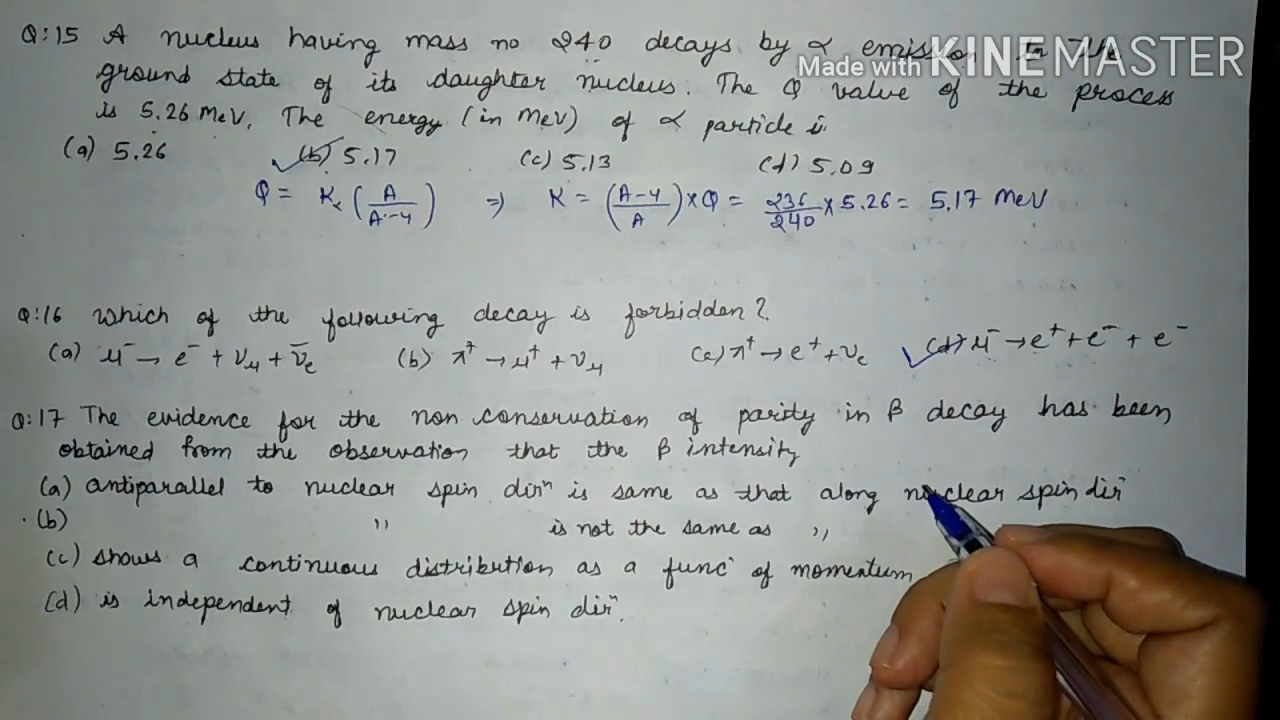 Q:15 A nucleus having mass no 240 decays by α emission to the
Made with KINEMASTER
ground state of its daughter nucleus. The Q value of the process
is 5.26 MeV. The energy (in MeV) of α particle is
(a) 5.26 (b) 5.17 (c) 5.13 (d) 5.09
Q = Kα (A/A-4) ⇒ K = (A-4/A) × Q = 236/240 × 5.26 = 5.17 MeV
Q:16 which of the following decay is forbidden?
(a) μ⁻ → e⁻ + νμ + ν̄e (b) π⁺ → μ⁺ + νμ (c) π⁺ → e⁺ + νe (d) μ⁻ → e⁺ + e⁻ + e⁻
Q:17 The evidence for the non conservation of parity in β decay has been
obtained from the observation that the β intensity
(a) antiparallel to nuclear spin dirⁿ is same as that along nuclear spin dirⁿ
(b) ,, is not the same as ,,
(c) shows a continuous distribution as a funcⁿ of momentum
(d) is independent of nuclear spin dirⁿ.